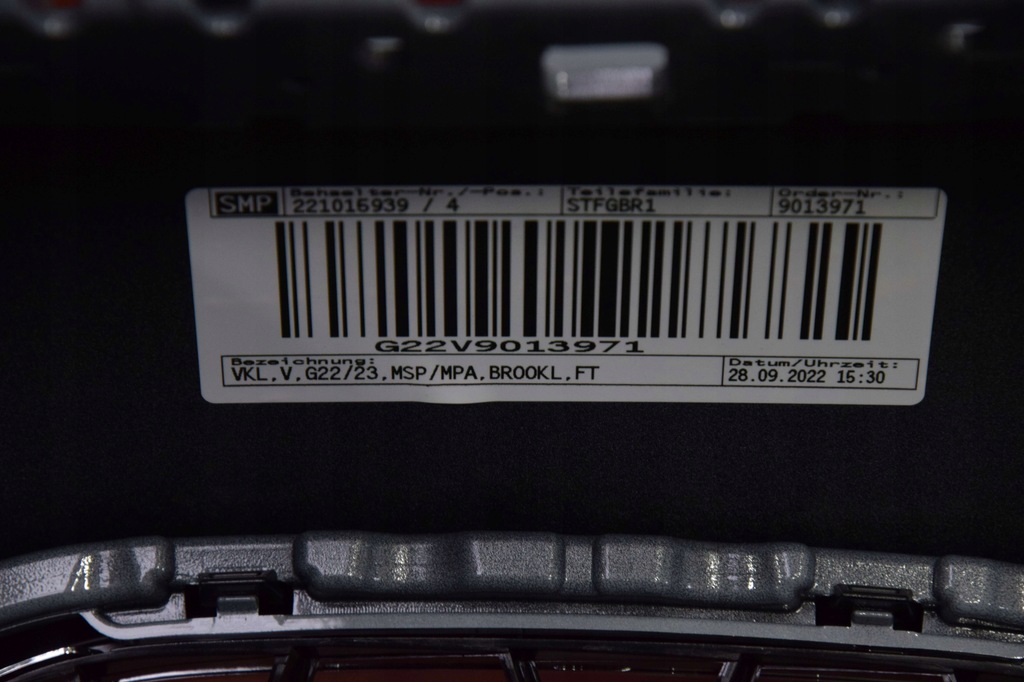 SMP Behaelter-Nr./-Pos.: Teilefamilie: Order-Nr.:
221016939 / 4 STFGBR1 9013971
G22V9013971
Bezeichnung: Datum/Uhrzeit:
VKL,V,G22/23,MSP/MPA,BROOKL,FT 28.09.2022 15:30